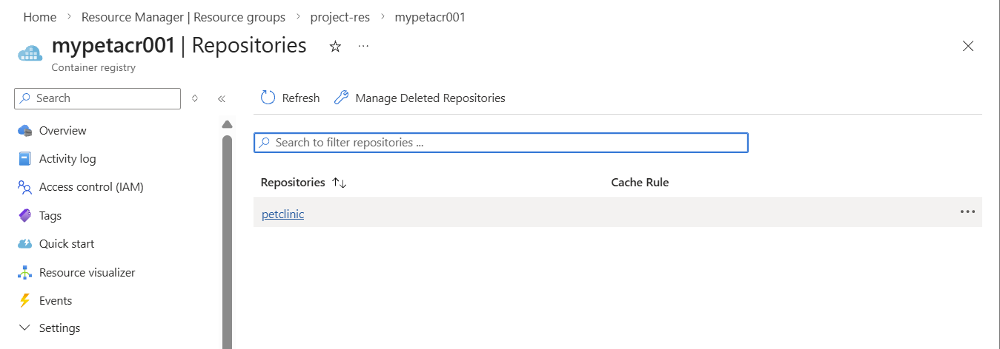 Home > Resource Manager | Resource groups > project-res > mypetacr001
mypetacr001 | Repositories
Container registry
Search
Refresh Manage Deleted Repositories
Overview
Search to filter repositories ...
Activity log
Repositories Cache Rule
Access control (IAM)
petclinic
Tags
Quick start
Resource visualizer
Events
Settings